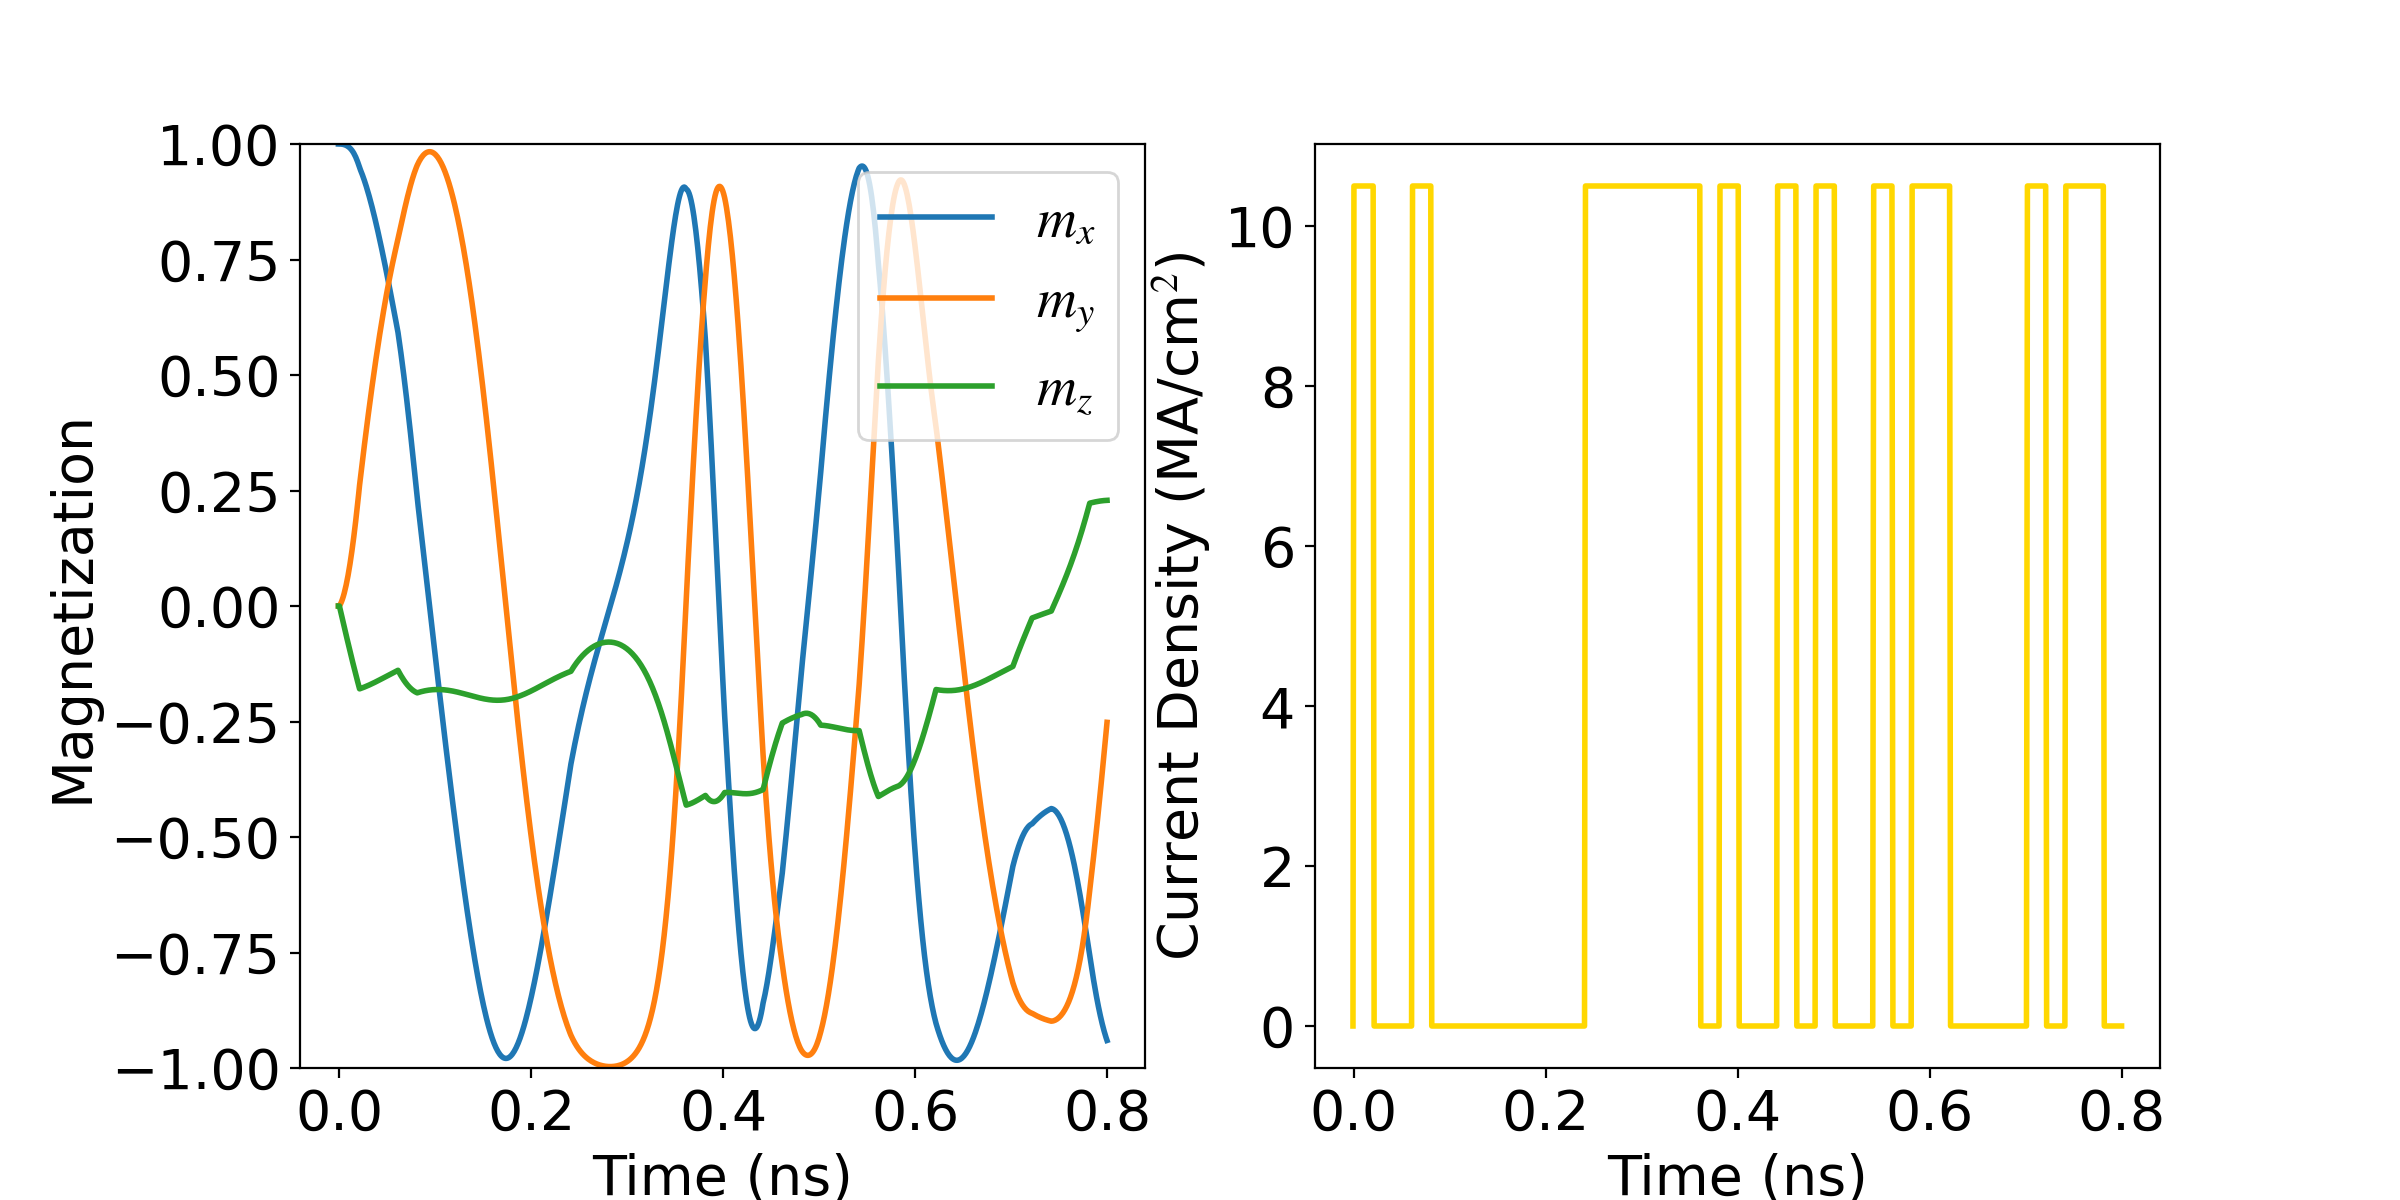 1.00
0.75
0.50
0.25
0.00
−0.25
−0.50
−0.75
−1.00
Magnetization
0.0 0.2 0.4 0.6 0.8
Time (ns)
m_x
m_y
m_z
10
8
6
4
2
0
Current Density (MA/cm²)
0.0 0.2 0.4 0.6 0.8
Time (ns)